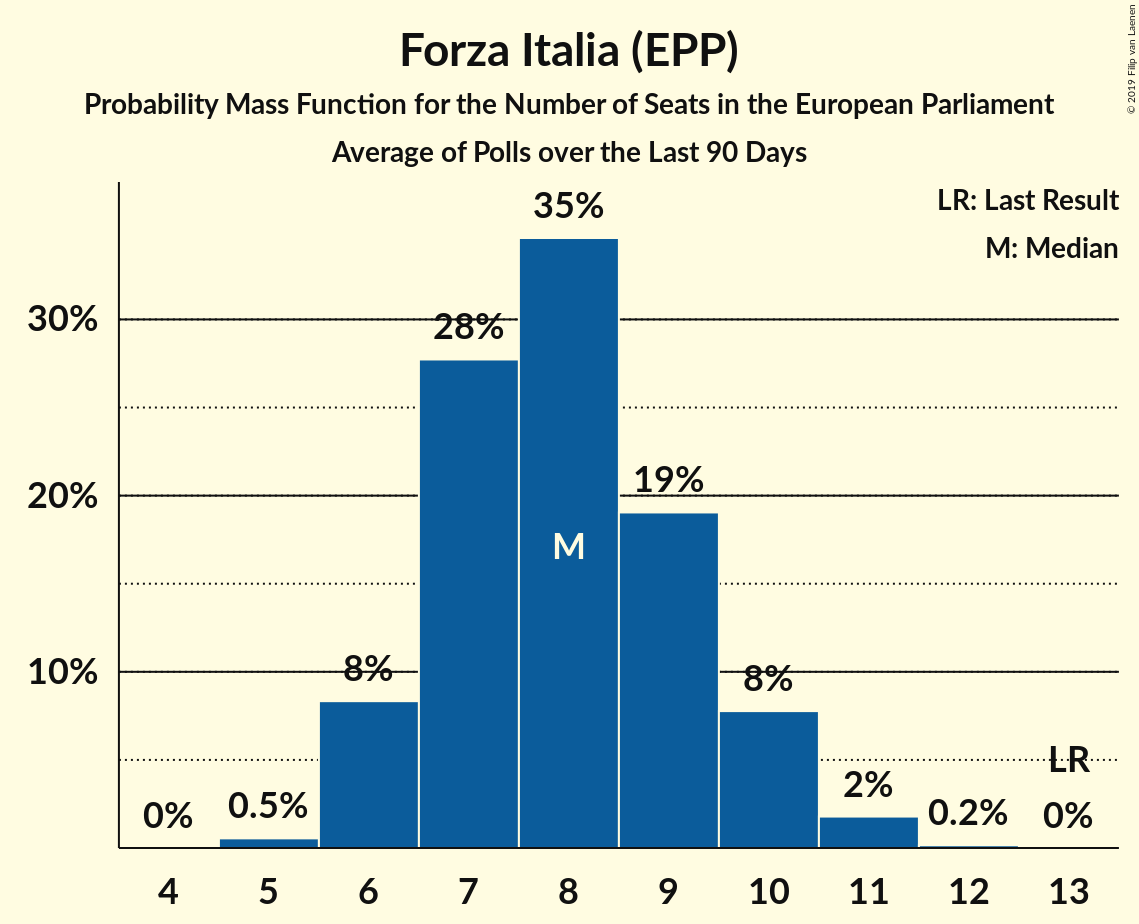 Forza Italia (EPP)
Probability Mass Function for the Number of Seats in the European Parliament
Average of Polls over the Last 90 Days
© 2019 Filip van Laenen
LR: Last Result
M: Median
35%
30%
28%
20%
19%
M
10%
8%
8%
LR
0%
0.5%
2%
0.2%
0%
4 5 6 7 8 9 10 11 12 13